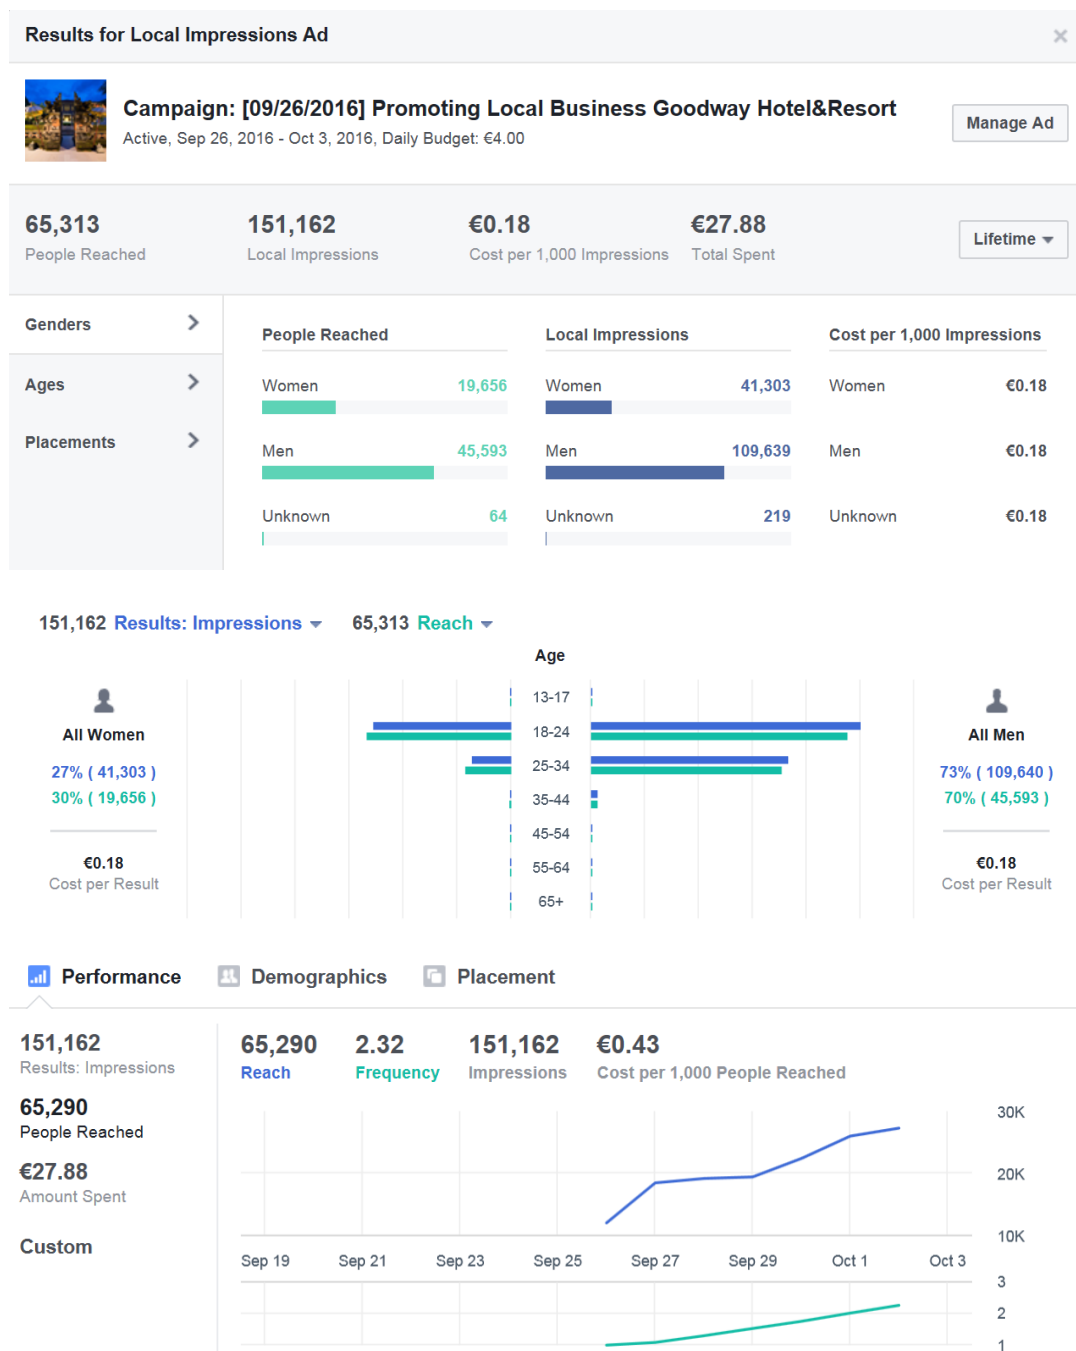 Results for Local Impressions Ad
Campaign: [09/26/2016] Promoting Local Business Goodway Hotel&Resort
Active, Sep 26, 2016 - Oct 3, 2016, Daily Budget: €4.00
Manage Ad
65,313 151,162 €0.18 €27.88
People Reached Local Impressions Cost per 1,000 Impressions Total Spent
Lifetime
Genders
Ages
Placements
People Reached Local Impressions Cost per 1,000 Impressions
Women 19,656 Women 41,303 Women €0.18
Men 45,593 Men 109,639 Men €0.18
Unknown 64 Unknown 219 Unknown €0.18
151,162 Results: Impressions 65,313 Reach
Age
All Women
27% ( 41,303 )
30% ( 19,656 )
€0.18
Cost per Result
13-17
18-24
25-34
35-44
45-54
55-64
65+
All Men
73% ( 109,640 )
70% ( 45,593 )
€0.18
Cost per Result
Performance Demographics Placement
151,162
Results: Impressions
65,290
People Reached
€27.88
Amount Spent
Custom
65,290 2.32 151,162 €0.43
Reach Frequency Impressions Cost per 1,000 People Reached
30K
20K
10K
Sep 19 Sep 21 Sep 23 Sep 25 Sep 27 Sep 29 Oct 1 Oct 3
3
2
1